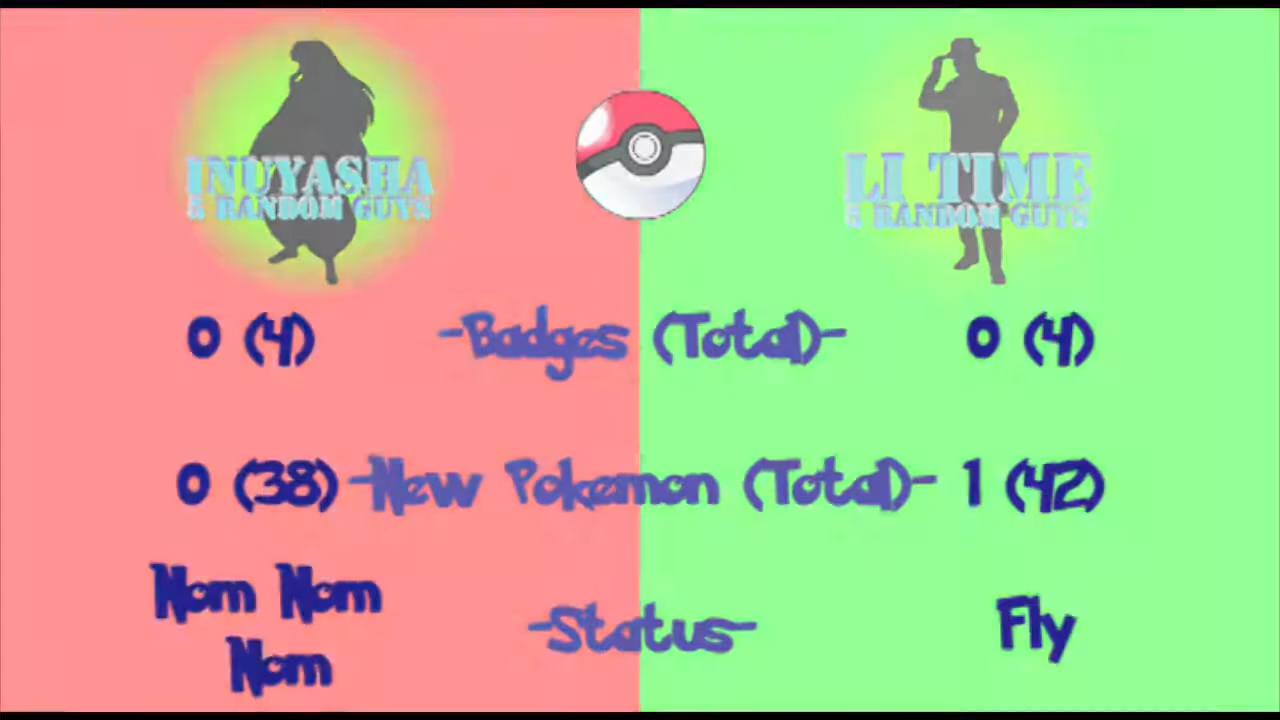 INUYASHA
& RANDOM GUYS
LI TIME
& RANDOM GUYS
0 (4) -Badges (Total)- 0 (4)
0 (38) -New Pokemon (Total)- 1 (42)
Nom Nom
Nom
-Status-
Fly